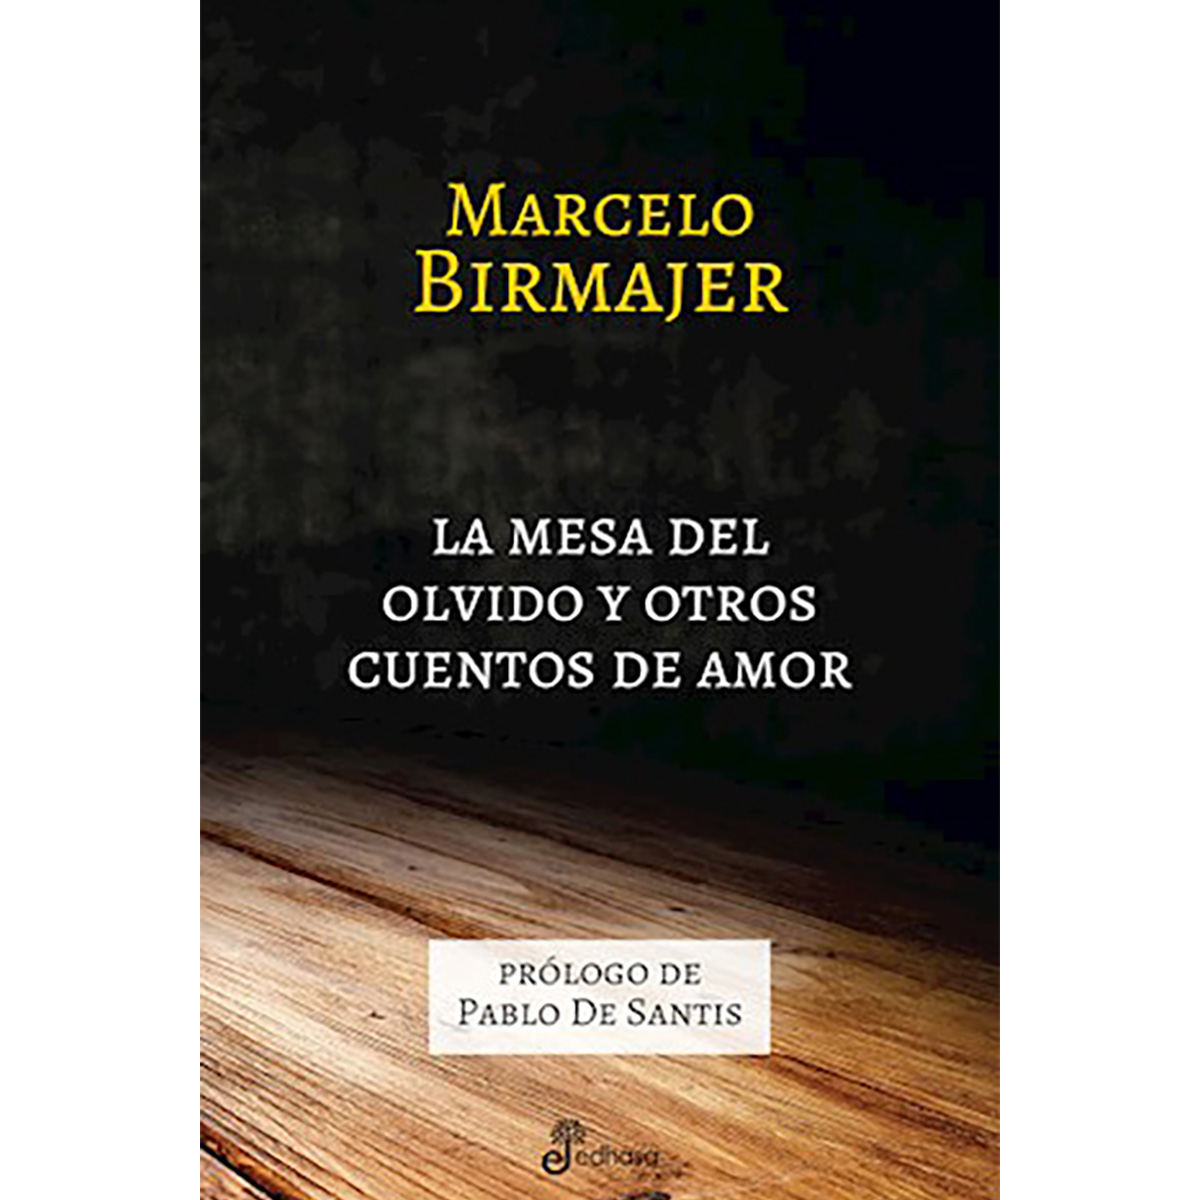 MARCELO
BIRMAJER
LA MESA DEL
OLVIDO Y OTROS
CUENTOS DE AMOR
PRÓLOGO DE
PABLO DE SANTIS
edhasa